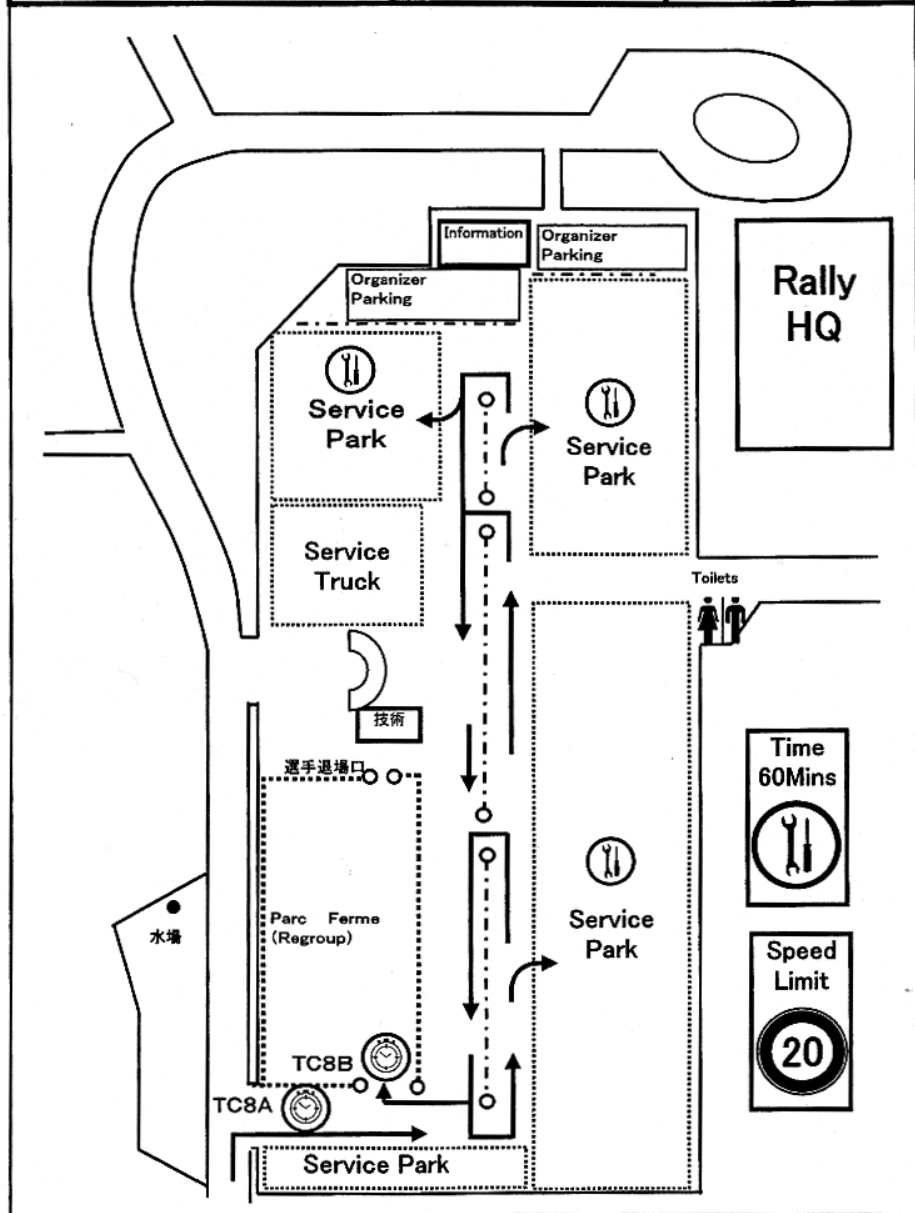 Information
Organizer
Parking
Organizer
Parking
Rally
HQ
Service
Park
Service
Park
Service
Truck
Toilets
技術
選手退場口
Time
60Mins
Parc Ferme
(Regroup)
水場
Service
Park
Speed
Limit
20
TC8B
TC8A
Service Park